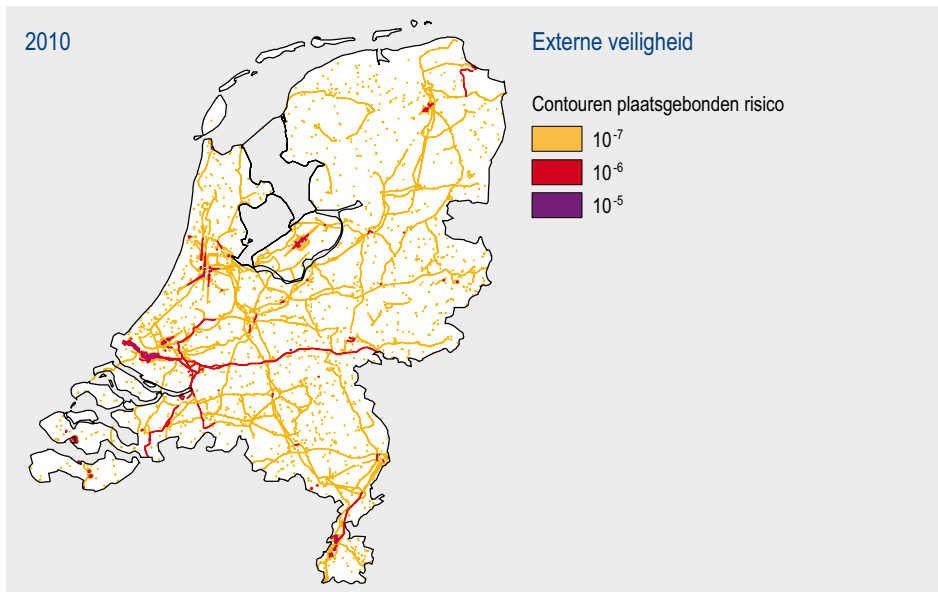 2010
Externe veiligheid
Contouren plaatsgebonden risico
10⁻⁷
10⁻⁶
10⁻⁵